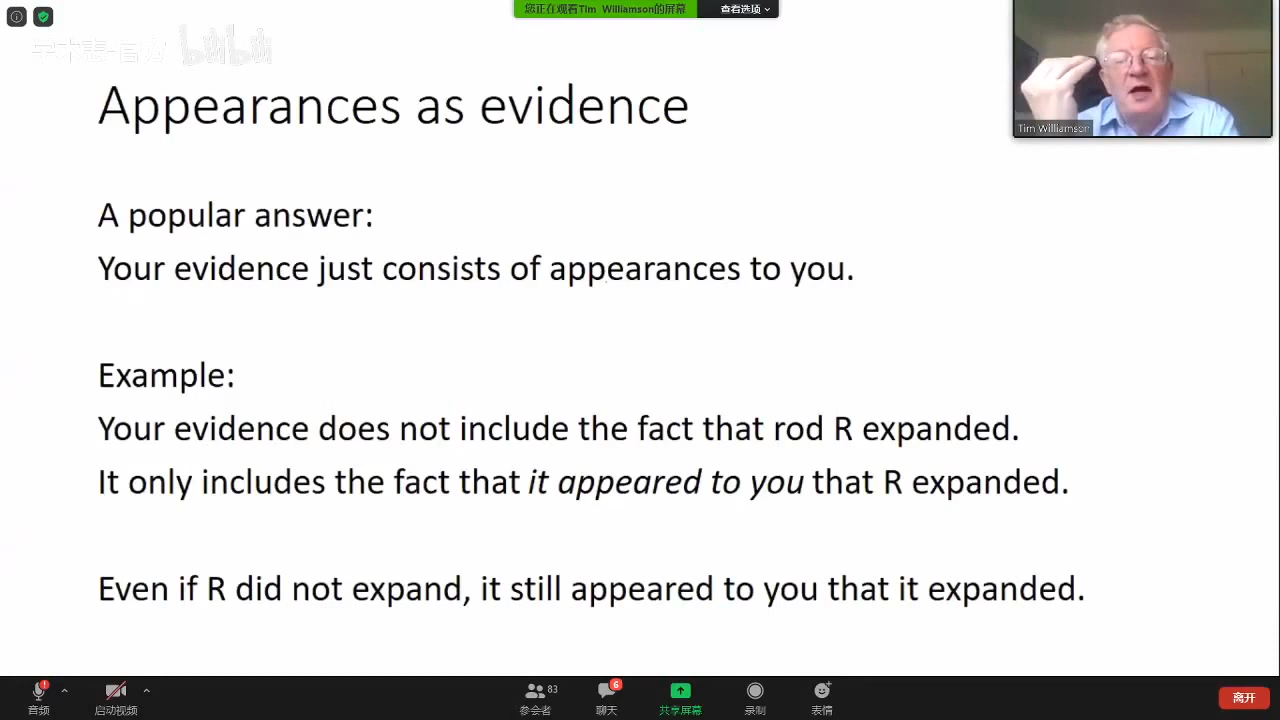 您正在观看Tim Williamson的屏幕
查看选项
bilibili
Appearances as evidence
Tim Williamson
A popular answer:
Your evidence just consists of appearances to you.
Example:
Your evidence does not include the fact that rod R expanded.
It only includes the fact that it appeared to you that R expanded.
Even if R did not expand, it still appeared to you that it expanded.
83
6
音频
启动视频
参会者
聊天
共享屏幕
录制
表情
离开